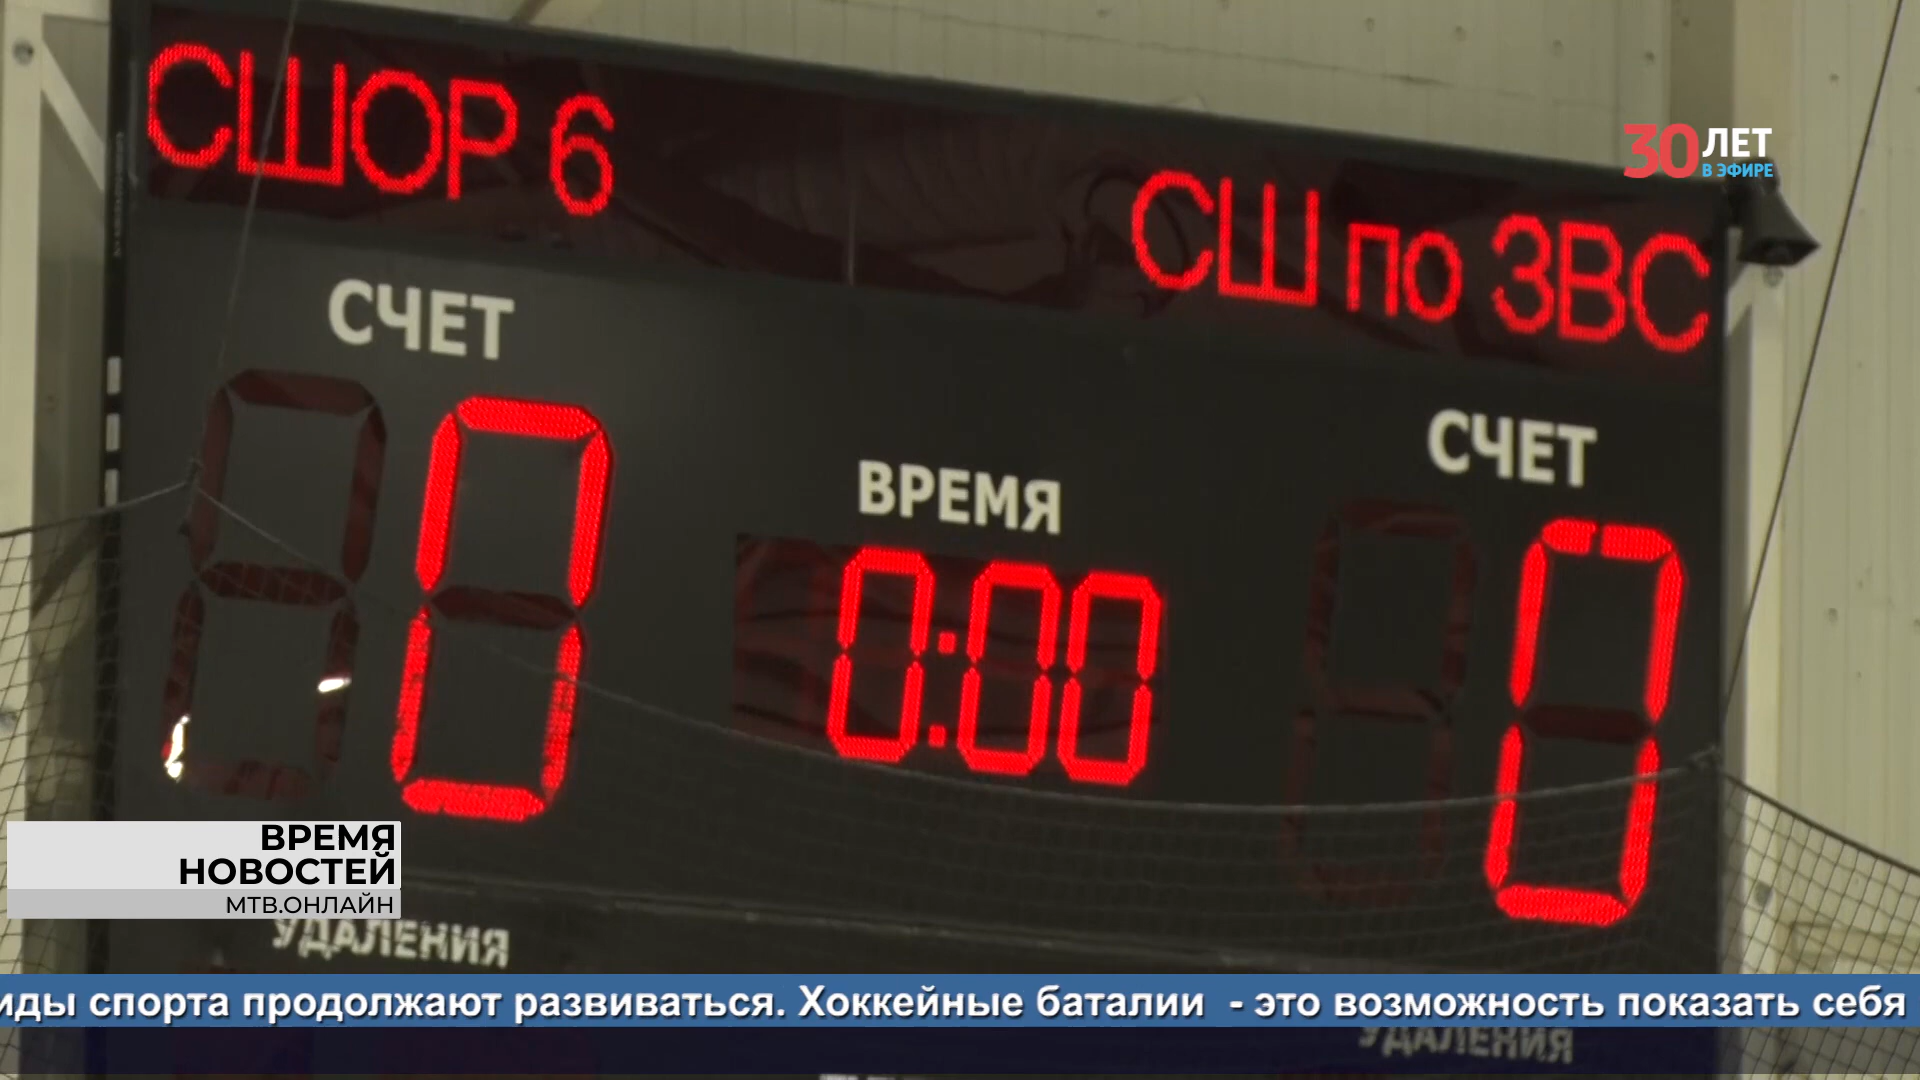 СШОР 6
СШ по ЗВС
30 ЛЕТ
В ЭФИРЕ
СЧЕТ
0
ВРЕМЯ
0:00
СЧЕТ
0
ВРЕМЯ
НОВОСТЕЙ
МТВ.ОНЛАЙН
УДАЛЕНИЯ
иды спорта продолжают развиваться. Хоккейные баталии - это возможность показать себя
УДАЛЕНИЯ